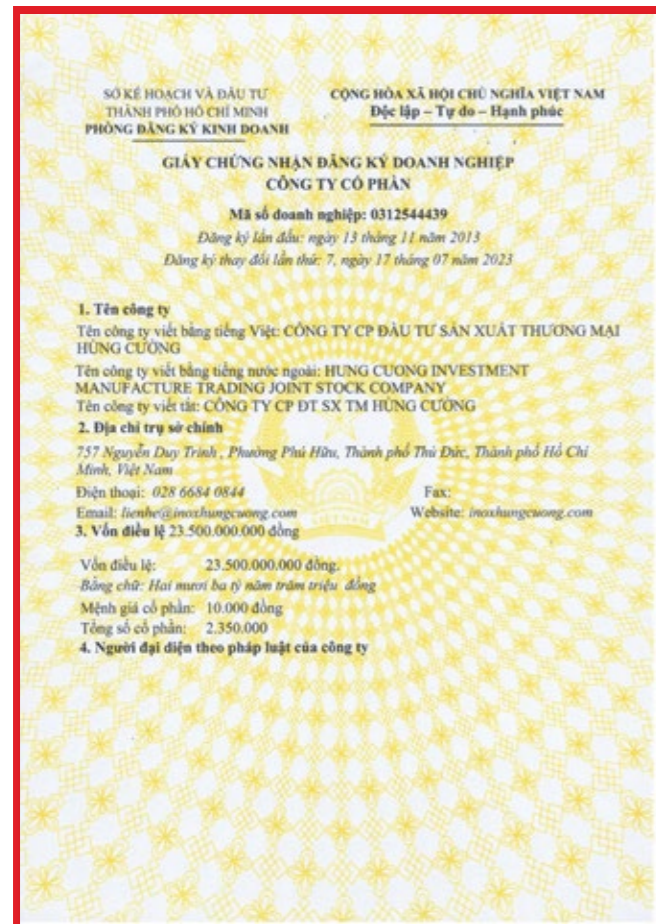 SỞ KẾ HOẠCH VÀ ĐẦU TƯ
THÀNH PHỐ HỒ CHÍ MINH
PHÒNG ĐĂNG KÝ KINH DOANH
CỘNG HÒA XÃ HỘI CHỦ NGHĨA VIỆT NAM
Độc lập – Tự do – Hạnh phúc
GIẤY CHỨNG NHẬN ĐĂNG KÝ DOANH NGHIỆP
CÔNG TY CỔ PHẦN
Mã số doanh nghiệp: 0312544439
Đăng ký lần đầu: ngày 13 tháng 11 năm 2013
Đăng ký thay đổi lần thứ: 7, ngày 17 tháng 07 năm 2023
1. Tên công ty
Tên công ty viết bằng tiếng Việt: CÔNG TY CP ĐẦU TƯ SẢN XUẤT THƯƠNG MẠI
HÙNG CƯỜNG
Tên công ty viết bằng tiếng nước ngoài: HUNG CUONG INVESTMENT
MANUFACTURE TRADING JOINT STOCK COMPANY
Tên công ty viết tắt: CÔNG TY CP ĐT SX TM HÙNG CƯỜNG
2. Địa chỉ trụ sở chính
757 Nguyễn Duy Trinh , Phường Phú Hữu, Thành phố Thủ Đức, Thành phố Hồ Chí
Minh, Việt Nam
Điện thoại: 028 6684 0844 Fax:
Email: lienhe@inoxhungcuong.com Website: inoxhungcuong.com
3. Vốn điều lệ 23.500.000.000 đồng
Vốn điều lệ: 23.500.000.000 đồng.
Bằng chữ: Hai mươi ba tỷ năm trăm triệu đồng
Mệnh giá cổ phần: 10.000 đồng
Tổng số cổ phần: 2.350.000
4. Người đại diện theo pháp luật của công ty
VIỆT NAM